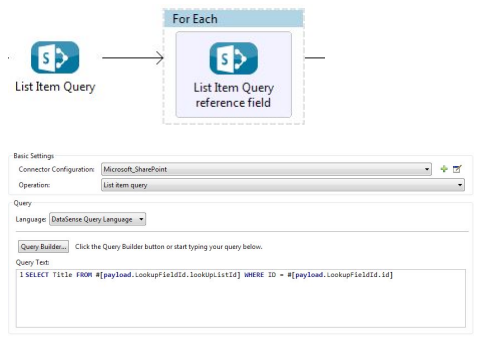 For Each
List Item Query
List Item Query
reference field
Basic Settings
Connector Configuration: Microsoft_SharePoint
Operation: List item query
Query
Language: DataSense Query Language
Query Builder... Click the Query Builder button or start typing your query below.
Query Text:
1 SELECT Title FROM #[payload.LookupFieldId.lookUpListId] WHERE ID = #[payload.LookupFieldId.id]